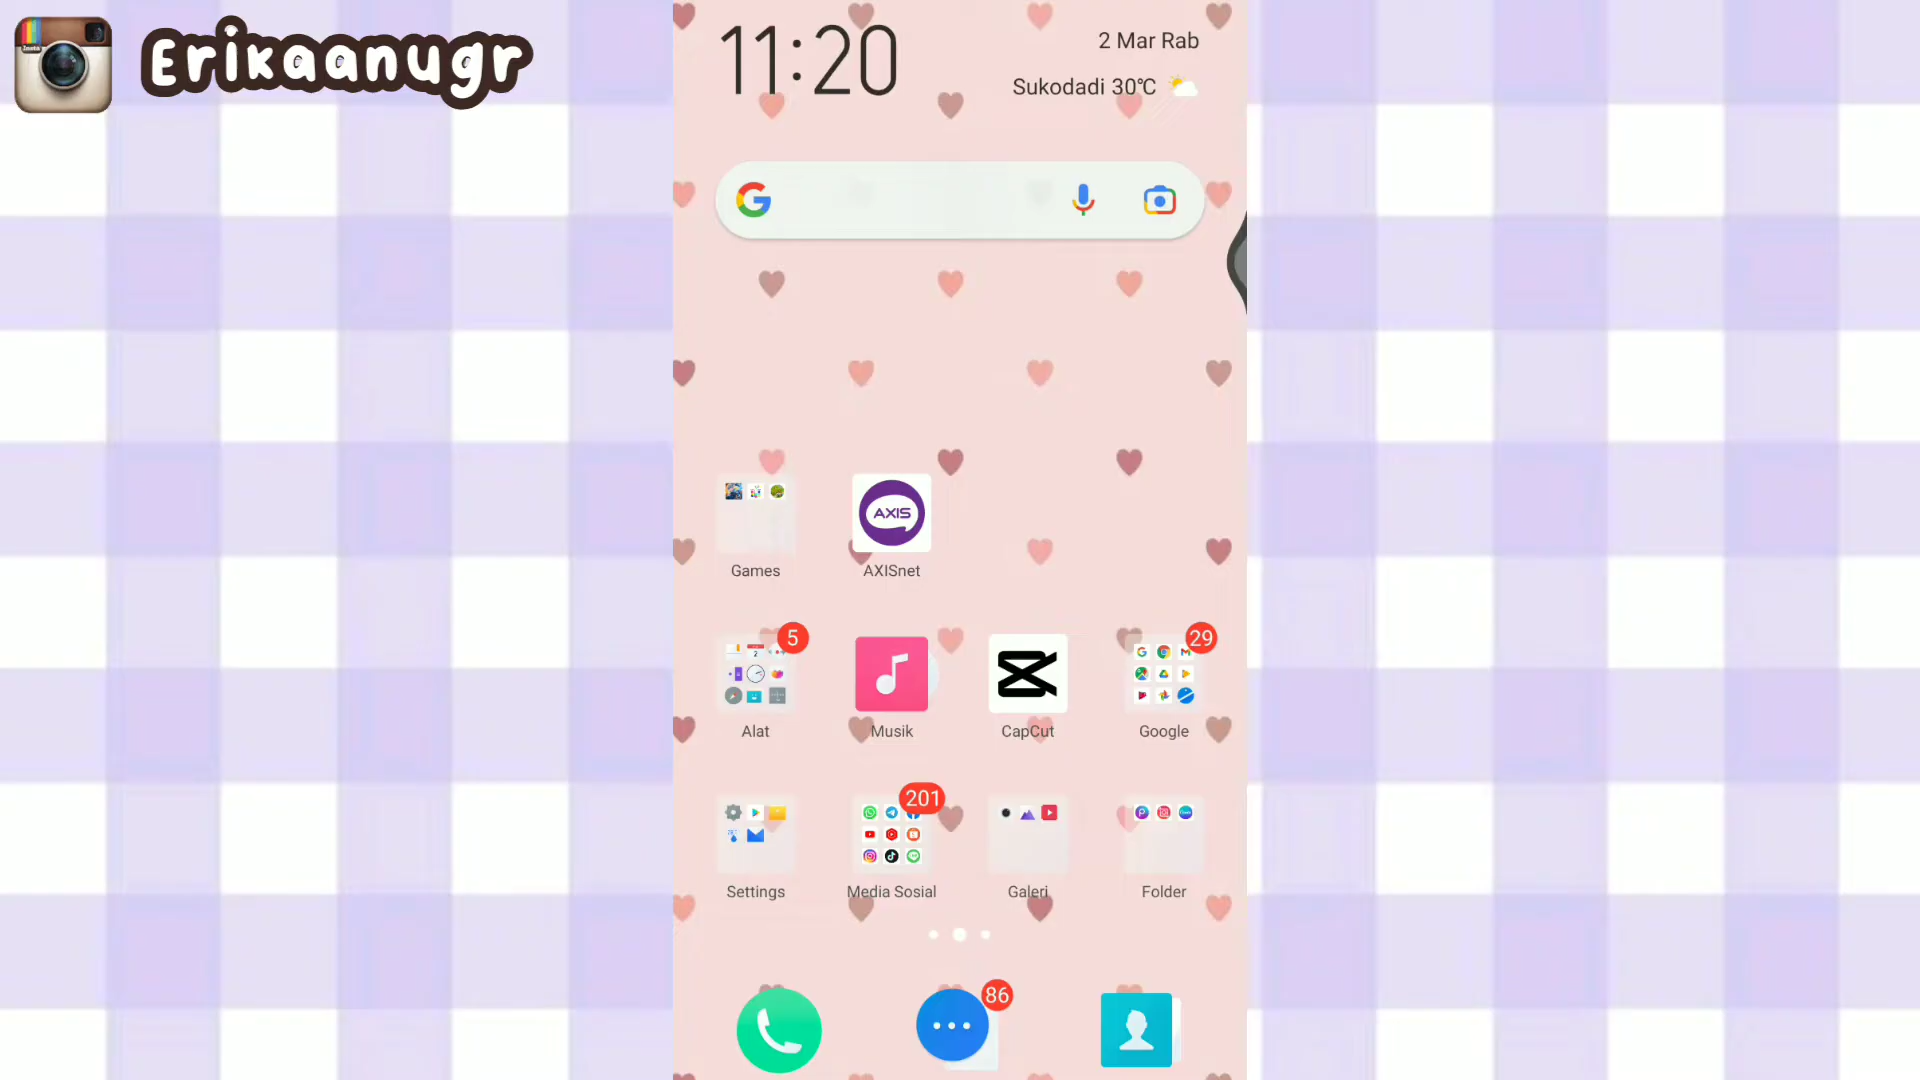 Erikaanugr
11:20
2 Mar Rab
Sukodadi 30℃
AXIS
Games
AXISnet
5
29
2
Alat
Musik
CapCut
Google
201
Settings
Media Sosial
Galeri
Folder
86